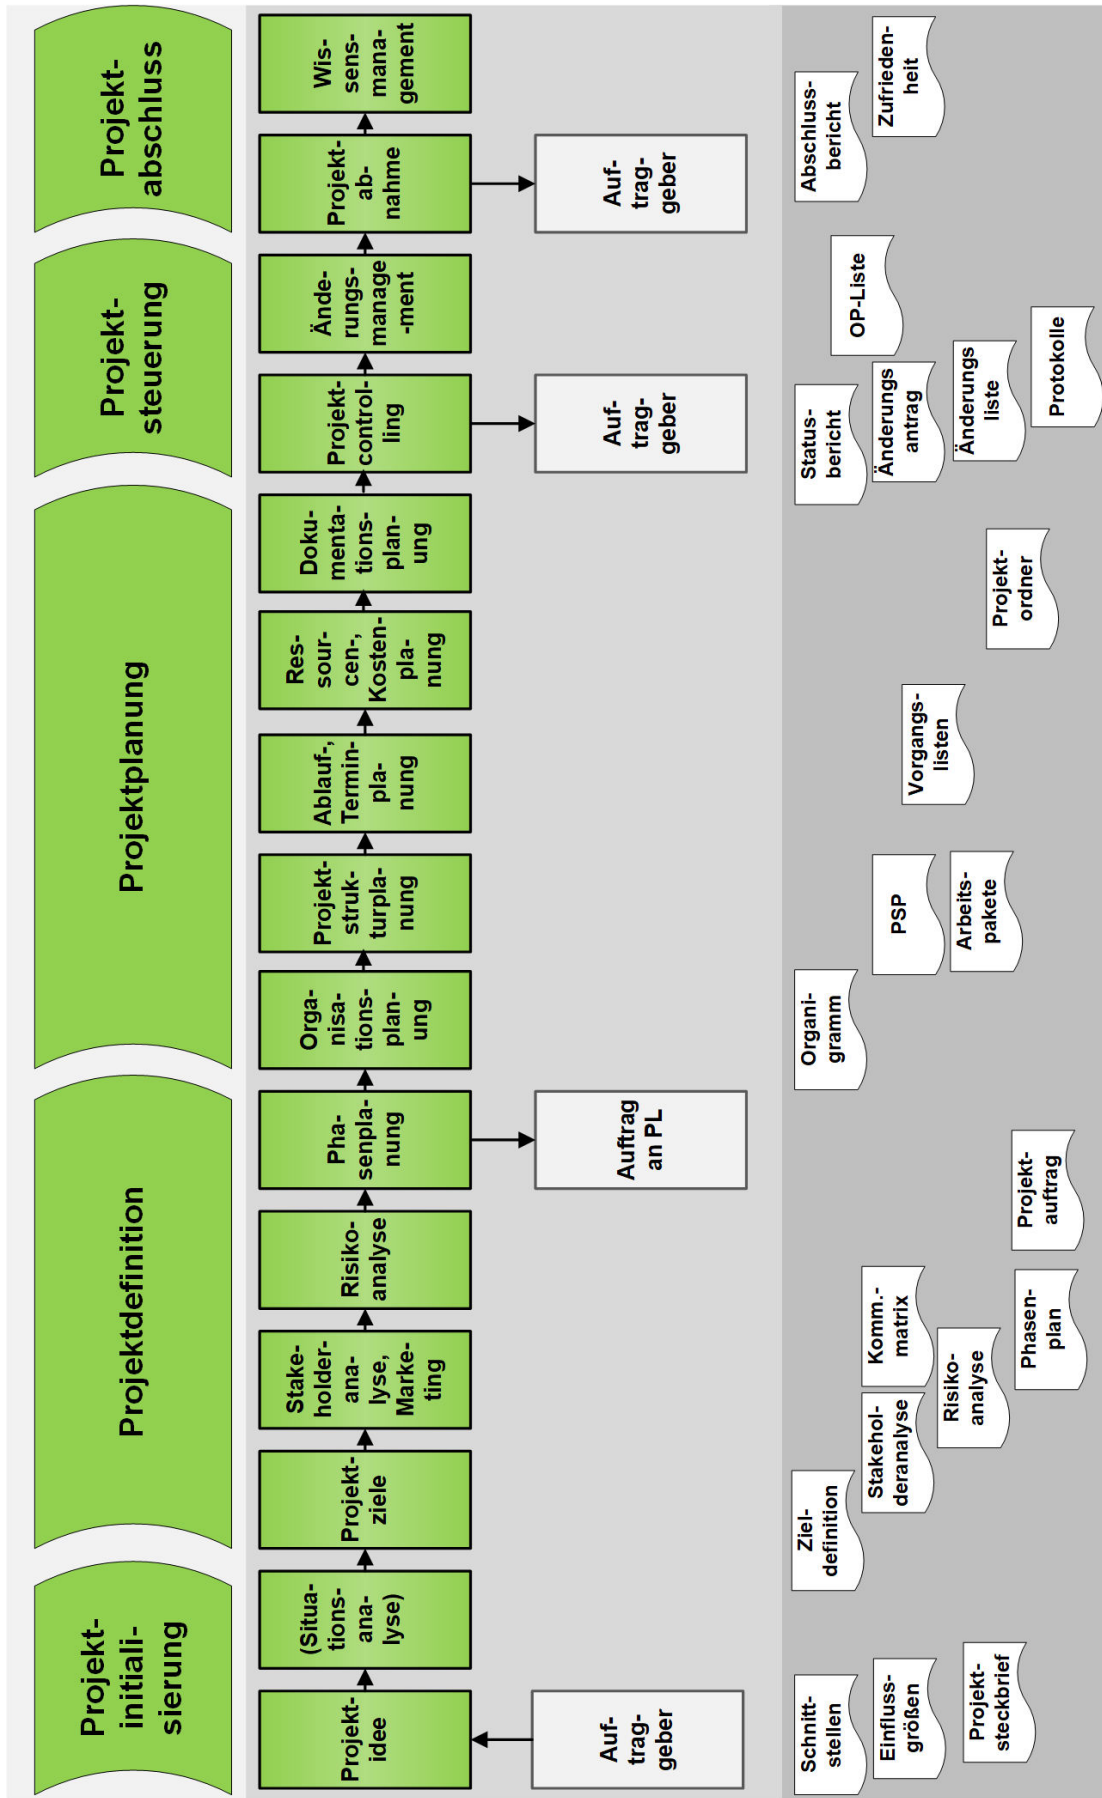 Projekt-
initiali-
sierung
Projektdefinition
Projektplanung
Projekt-
steuerung
Projekt-
abschluss
Projekt-
idee
(Situa-
tions-
ana-
lyse)
Projekt-
ziele
Stake-
holder-
ana-
lyse,
Marke-
ting
Risiko-
analyse
Pha-
senpla-
nung
Orga-
nisa-
tions-
plan-
ung
Projekt-
struk-
turpla-
nung
Ablauf-,
Termin-
pla-
nung
Res-
sour-
cen-,
Kosten-
pla-
nung
Doku-
menta-
tions-
plan-
ung
Projekt-
control-
ling
Ände-
rungs-
manage
-ment
Projekt-
ab-
nahme
Wis-
sens-
mana-
gement
Auf-
trag-
geber
Auftrag
an PL
Auf-
trag-
geber
Auf-
trag-
geber
Schnitt-
stellen
Einfluss-
größen
Projekt-
steckbrief
Ziel-
definition
Stakehol-
deranalyse
Komm.-
matrix
Risiko-
analyse
Phasen-
plan
Projekt-
auftrag
Organi-
gramm
PSP
Arbeits-
pakete
Vorgangs-
listen
Projekt-
ordner
Status-
bericht
Änderungs
antrag
Änderungs
liste
Protokolle
OP-Liste
Abschluss-
bericht
Zufrieden-
heit